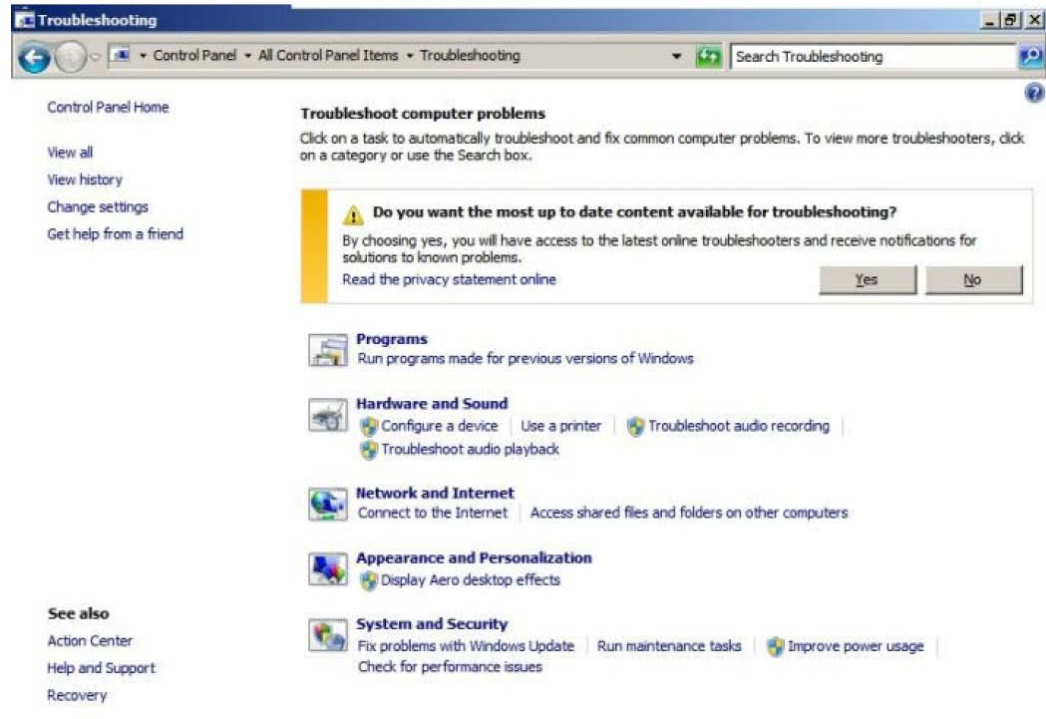 Troubleshooting
Control Panel All Control Panel Items Troubleshooting
Search Troubleshooting
Control Panel Home
View all
View history
Change settings
Get help from a friend
Troubleshoot computer problems
Click on a task to automatically troubleshoot and fix common computer problems. To view more troubleshooters, click
on a category or use the Search box.
Do you want the most up to date content available for troubleshooting?
By choosing yes, you will have access to the latest online troubleshooters and receive notifications for
solutions to known problems.
Read the privacy statement online
Yes No
Programs
Run programs made for previous versions of Windows
Hardware and Sound
Configure a device Use a printer Troubleshoot audio recording
Troubleshoot audio playback
Network and Internet
Connect to the Internet Access shared files and folders on other computers
Appearance and Personalization
Display Aero desktop effects
System and Security
Fix problems with Windows Update Run maintenance tasks Improve power usage
Check for performance issues
See also
Action Center
Help and Support
Recovery